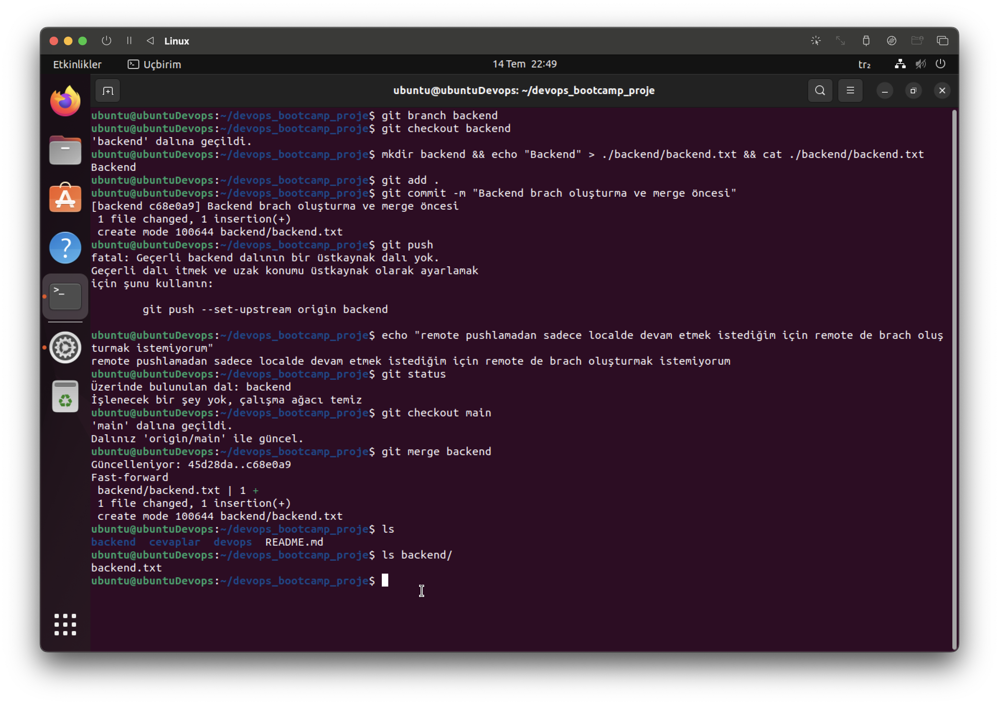 Linux
Etkinlikler Uçbirim 14 Tem 22:49 tr₂
ubuntu@ubuntuDevops: ~/devops_bootcamp_proje
ubuntu@ubuntuDevops:~/devops_bootcamp_proje$ git branch backend
ubuntu@ubuntuDevops:~/devops_bootcamp_proje$ git checkout backend
'backend' dalına geçildi.
ubuntu@ubuntuDevops:~/devops_bootcamp_proje$ mkdir backend && echo "Backend" > ./backend/backend.txt && cat ./backend/backend.txt
Backend
ubuntu@ubuntuDevops:~/devops_bootcamp_proje$ git add .
ubuntu@ubuntuDevops:~/devops_bootcamp_proje$ git commit -m "Backend brach oluşturma ve merge öncesi"
[backend c68e0a9] Backend brach oluşturma ve merge öncesi
 1 file changed, 1 insertion(+)
 create mode 100644 backend/backend.txt
ubuntu@ubuntuDevops:~/devops_bootcamp_proje$ git push
fatal: Geçerli backend dalının bir üstkaynak dalı yok.
Geçerli dalı itmek ve uzak konumu üstkaynak olarak ayarlamak
için şunu kullanın:
git push --set-upstream origin backend
ubuntu@ubuntuDevops:~/devops_bootcamp_proje$ echo "remote pushlamadan sadece localde devam etmek istediğim için remote de brach oluş
turmak istemiyorum"
remote pushlamadan sadece localde devam etmek istediğim için remote de brach oluşturmak istemiyorum
ubuntu@ubuntuDevops:~/devops_bootcamp_proje$ git status
Üzerinde bulunulan dal: backend
İşlenecek bir şey yok, çalışma ağacı temiz
ubuntu@ubuntuDevops:~/devops_bootcamp_proje$ git checkout main
'main' dalına geçildi.
Dalınız 'origin/main' ile güncel.
ubuntu@ubuntuDevops:~/devops_bootcamp_proje$ git merge backend
Güncelleniyor: 45d28da..c68e0a9
Fast-forward
 backend/backend.txt | 1 +
 1 file changed, 1 insertion(+)
 create mode 100644 backend/backend.txt
ubuntu@ubuntuDevops:~/devops_bootcamp_proje$ ls
backend cevaplar devops README.md
ubuntu@ubuntuDevops:~/devops_bootcamp_proje$ ls backend/
backend.txt
ubuntu@ubuntuDevops:~/devops_bootcamp_proje$